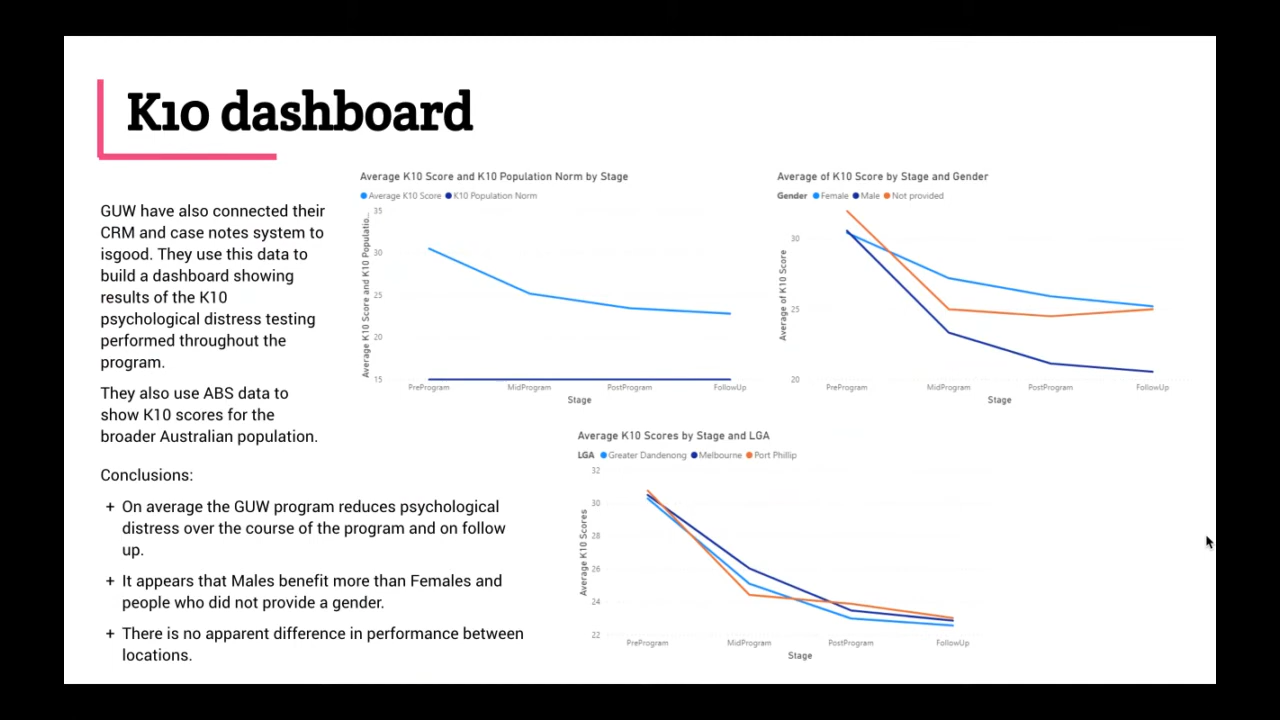 K10 dashboard
GUW have also connected their
CRM and case notes system to
isgood. They use this data to
build a dashboard showing
results of the K10
psychological distress testing
performed throughout the
program.
They also use ABS data to
show K10 scores for the
broader Australian population.
Conclusions:
+ On average the GUW program reduces psychological
distress over the course of the program and on follow
up.
+ It appears that Males benefit more than Females and
people who did not provide a gender.
+ There is no apparent difference in performance between
locations.
Average K10 Score and K10 Population Norm by Stage
Average K10 Score K10 Population Norm
Average K10 Score and K10 Populatio...
35
30
25
20
15
PreProgram MidProgram PostProgram FollowUp
Stage
Average of K10 Score by Stage and Gender
Gender Female Male Not provided
Average of K10 Score
30
25
20
PreProgram MidProgram PostProgram FollowUp
Stage
Average K10 Scores by Stage and LGA
LGA Greater Dandenong Melbourne Port Phillip
Average K10 Scores
32
30
28
26
24
22
PreProgram MidProgram PostProgram FollowUp
Stage